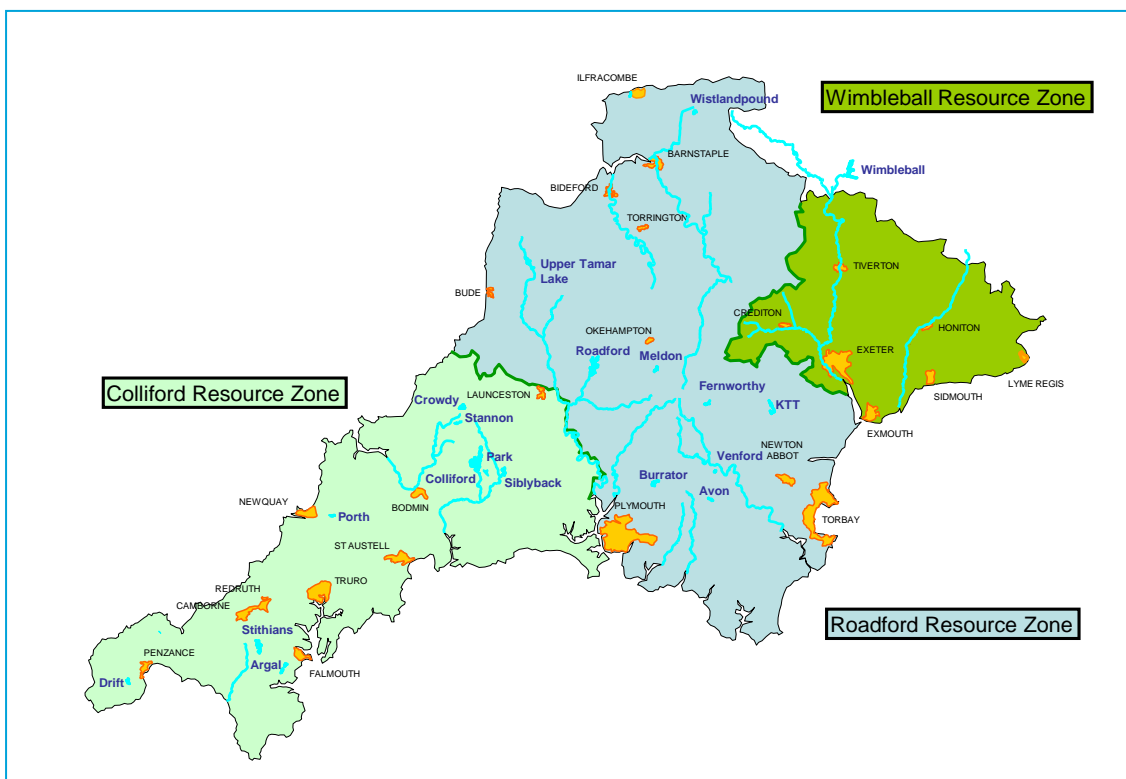 ILFRACOMBE
Wistlandpound
Wimbleball Resource Zone
BARNSTAPLE
Wimbleball
BIDEFORD
TORRINGTON
Upper Tamar
Lake
TIVERTON
BUDE
CREDITON
HONITON
OKEHAMPTON
Roadford
Meldon
EXETER
LYME REGIS
Colliford Resource Zone
Fernworthy
SIDMOUTH
LAUNCESTON
Crowdy
KTT
Stannon
EXMOUTH
NEWTON
ABBOT
Venford
Park
Colliford
Siblyback
Burrator
Avon
NEWQUAY
BODMIN
PLYMOUTH
Porth
TORBAY
ST AUSTELL
TRURO
REDRUTH
CAMBORNE
Stithians
Roadford Resource Zone
PENZANCE
Argal
FALMOUTH
Drift